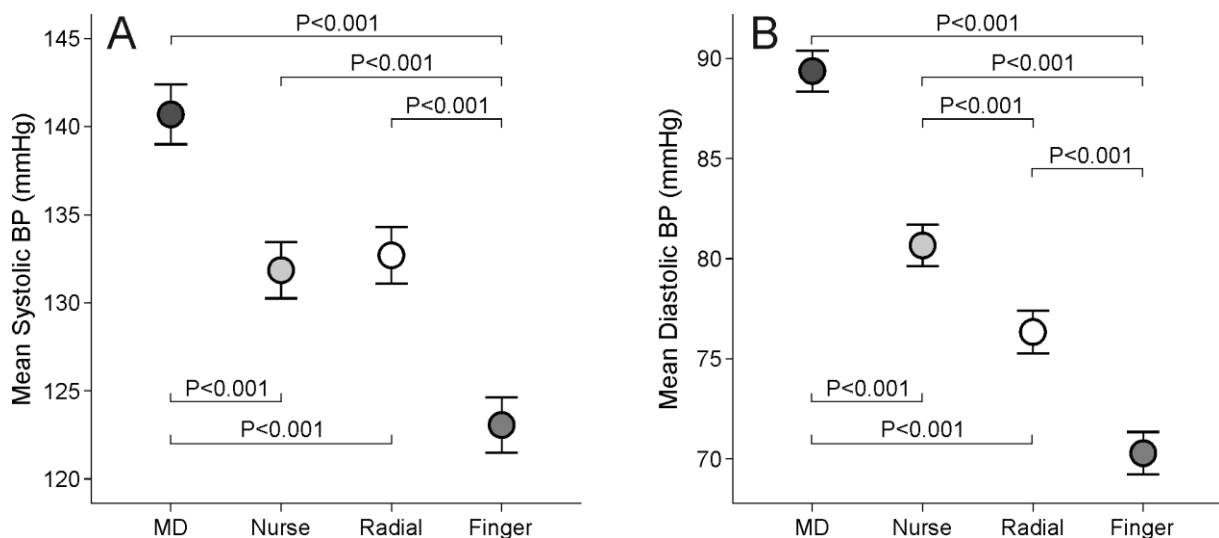 A
Mean Systolic BP (mmHg)
145
140
135
130
125
120
P<0.001
P<0.001
P<0.001
P<0.001
P<0.001
MD Nurse Radial Finger
B
Mean Diastolic BP (mmHg)
90
85
80
75
70
P<0.001
P<0.001
P<0.001
P<0.001
P<0.001
P<0.001
MD Nurse Radial Finger